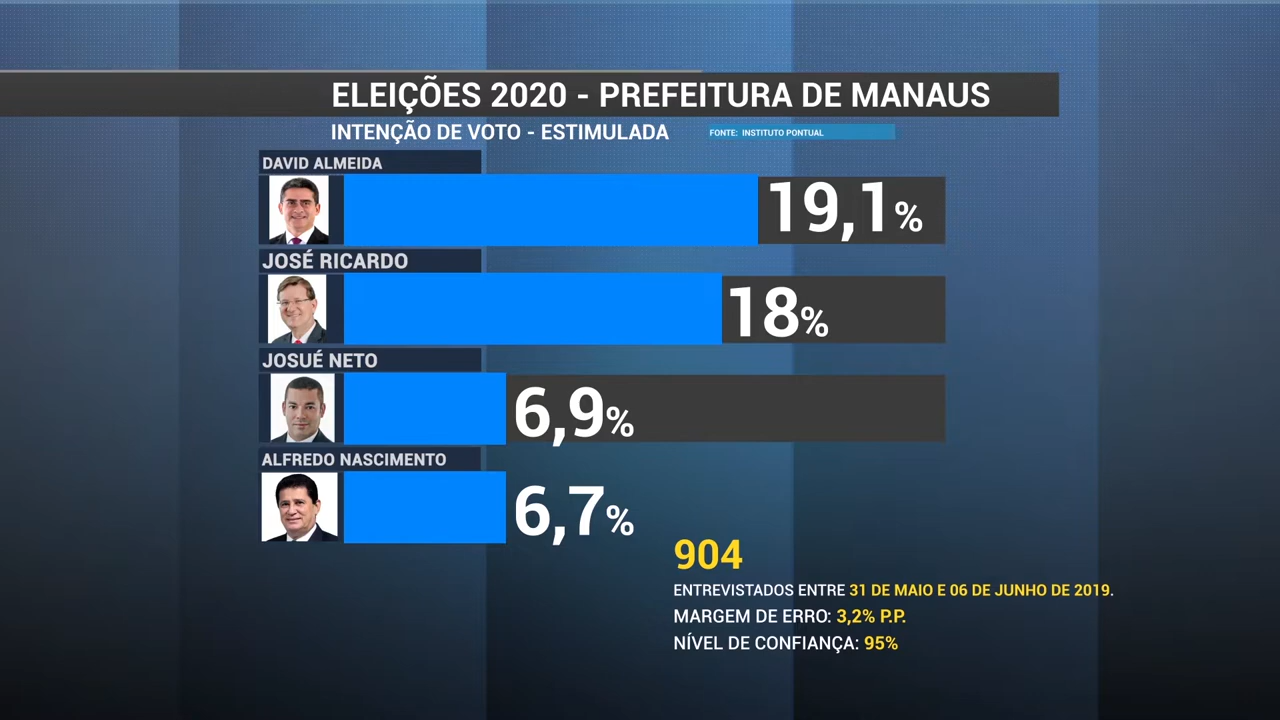 ELEIÇÕES 2020 - PREFEITURA DE MANAUS
INTENÇÃO DE VOTO - ESTIMULADA
FONTE: INSTITUTO PONTUAL
DAVID ALMEIDA
19,1%
JOSÉ RICARDO
18%
JOSUÉ NETO
6,9%
ALFREDO NASCIMENTO
6,7%
904
ENTREVISTADOS ENTRE 31 DE MAIO E 06 DE JUNHO DE 2019.
MARGEM DE ERRO: 3,2% P.P.
NÍVEL DE CONFIANÇA: 95%